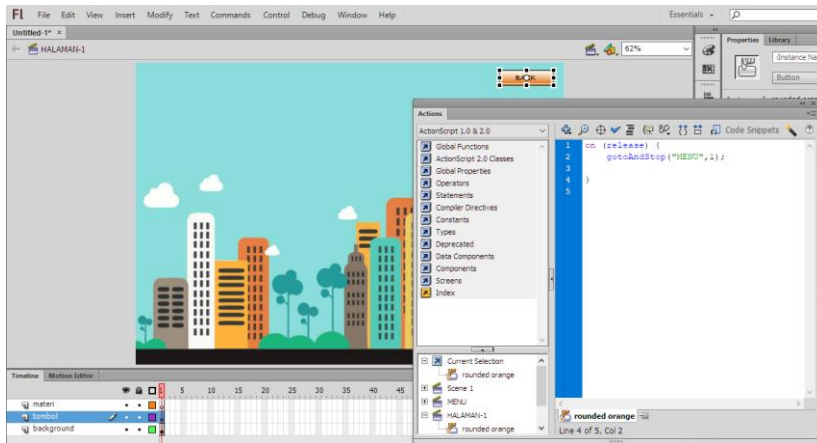 Fl File Edit View Insert Modify Text Commands Control Debug Window Help Essentials
Untitled-1* ×
HALAMAN-1 62%
Properties Library
Button
BACK
Actions
ActionScript 1.0 & 2.0
Global Functions
ActionScript 2.0 Classes
Global Properties
Operators
Statements
Compiler Directives
Constants
Types
Deprecated
Data Components
Components
Screens
Index
Code Snippets
1 on (release) {
2 gotoAndStop("MENU",1);
3
4 }
5
Current Selection
rounded orange
Scene 1
MENU
HALAMAN-1
rounded orange
rounded orange
Line 4 of 5, Col 2
Timeline Motion Editor
1 5 10 15 20 25 30 35 40 45
materi
tombol
background